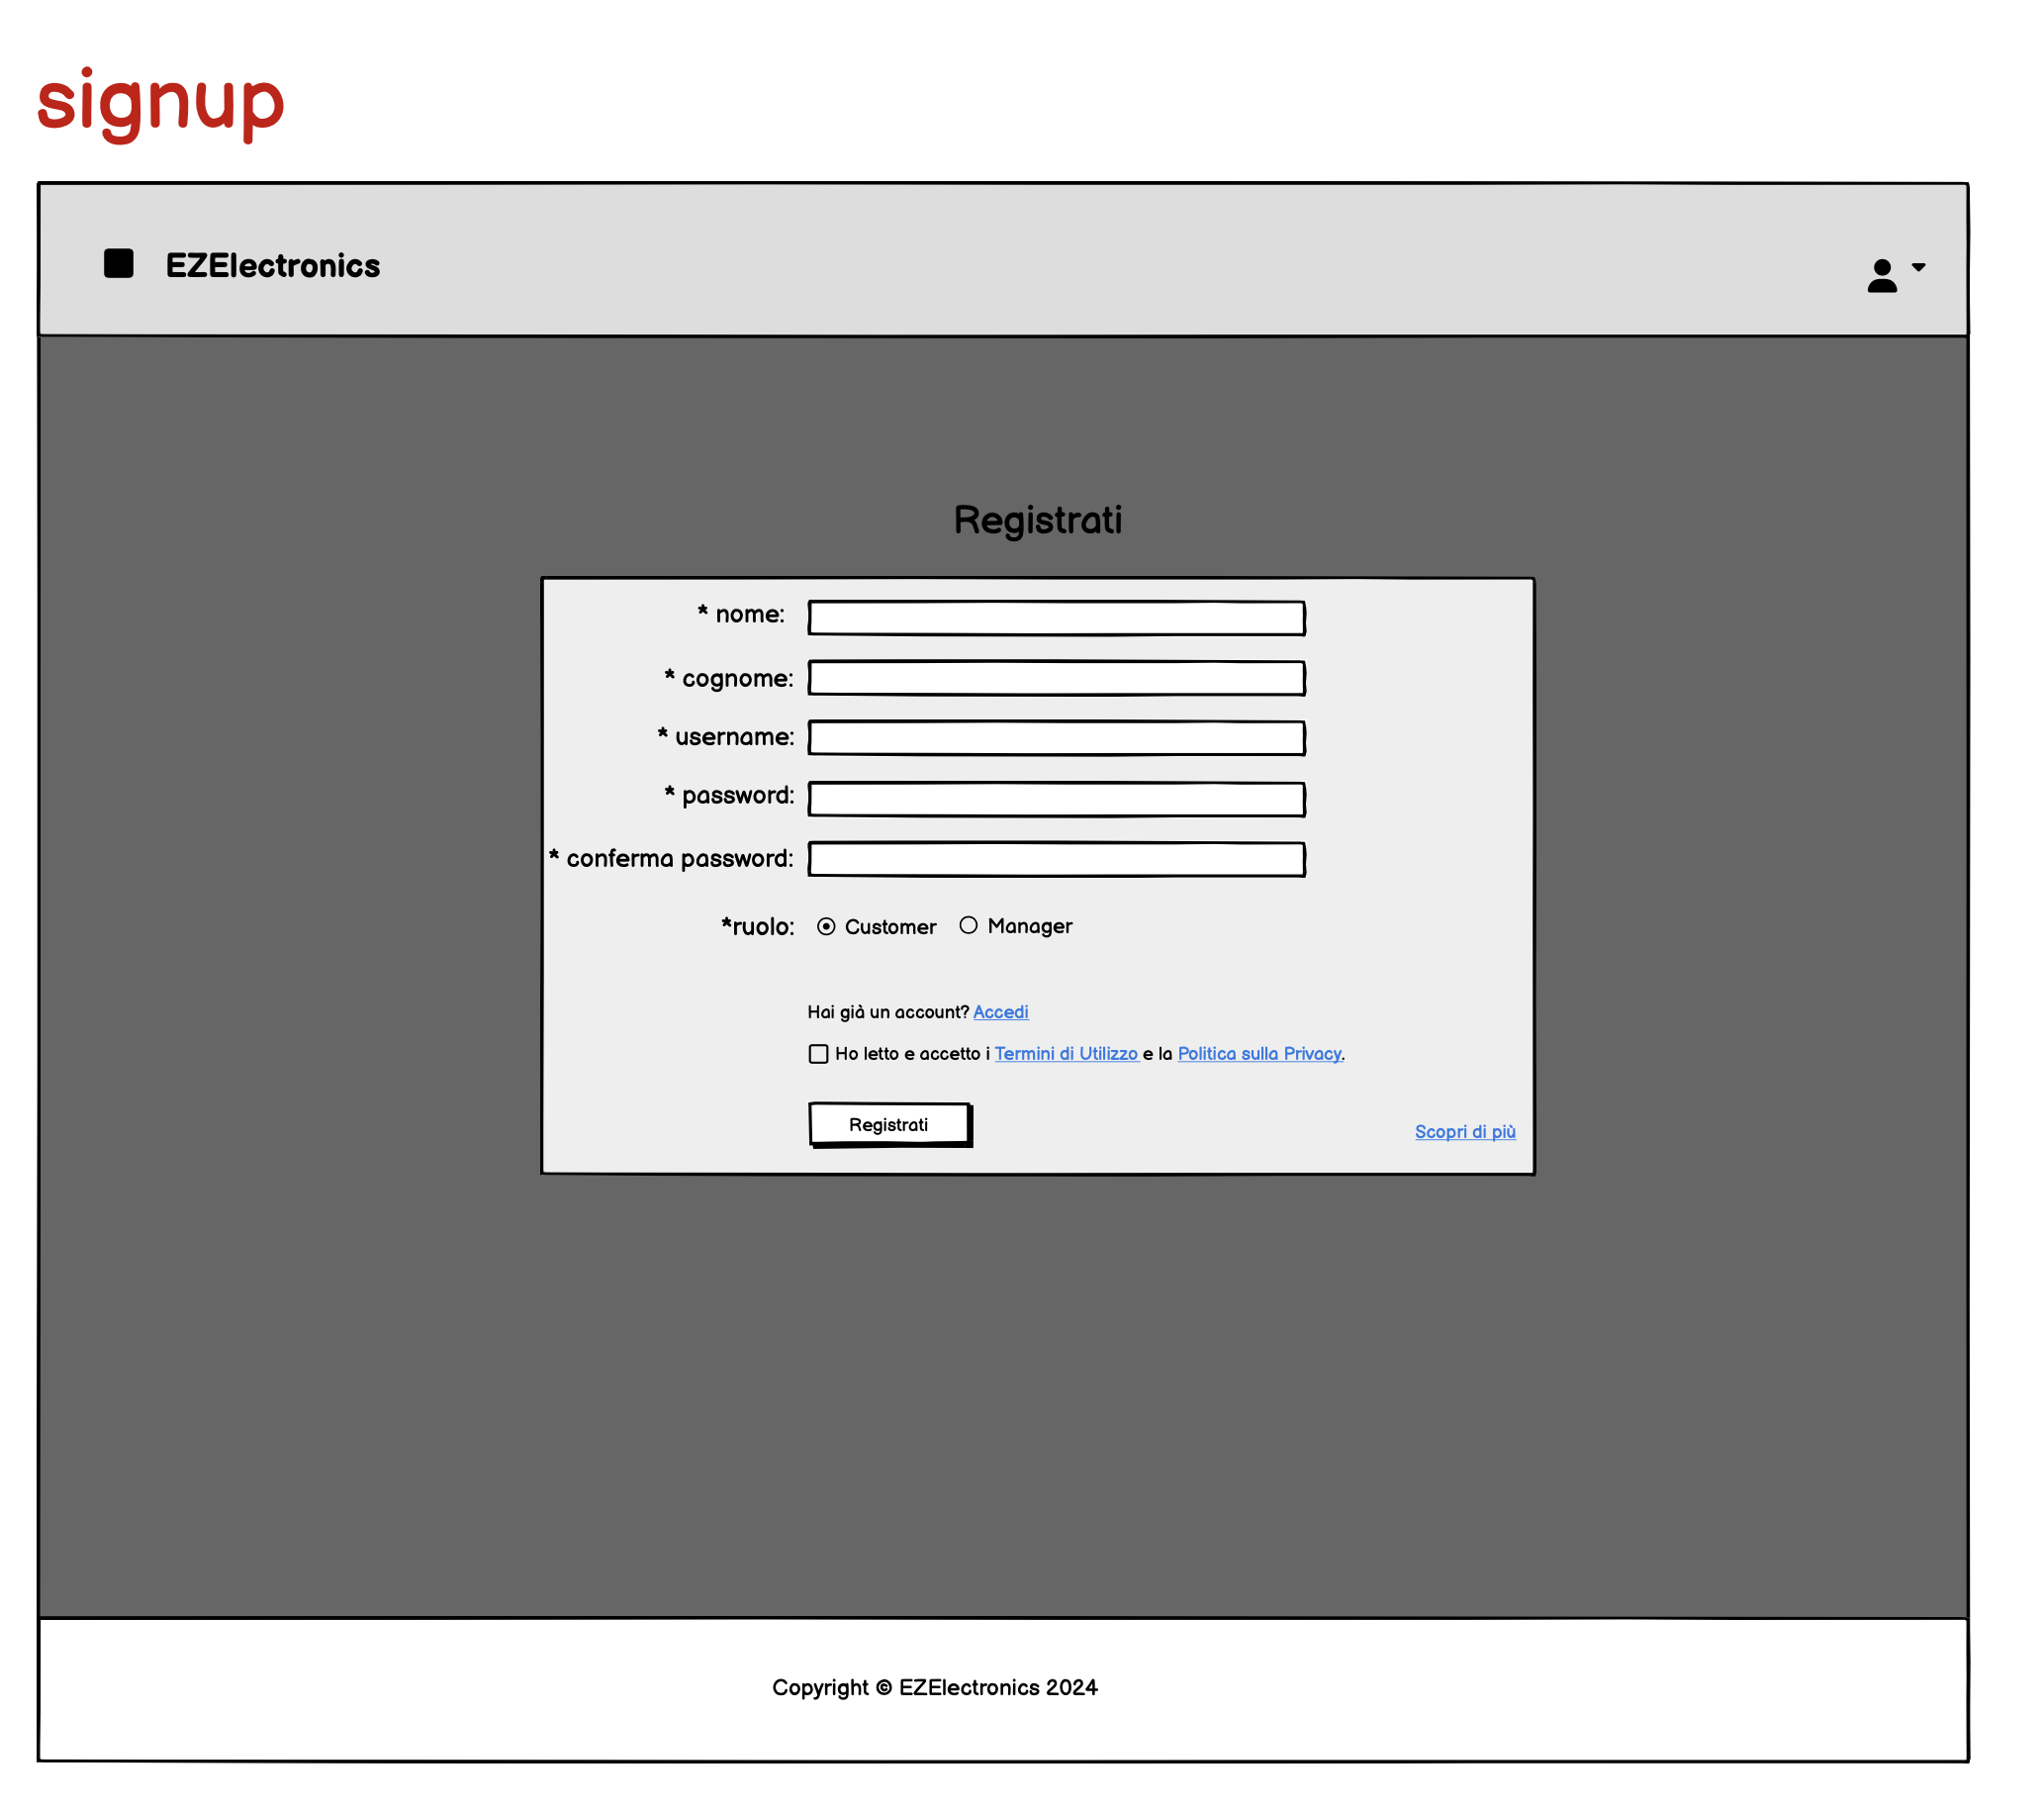 signup
EZElectronics
Registrati
* nome:
* cognome:
* username:
* password:
* conferma password:
*ruolo: Customer Manager
Hai già un account? Accedi
Ho letto e accetto i Termini di Utilizzo e la Politica sulla Privacy.
Registrati
Scopri di più
Copyright © EZElectronics 2024